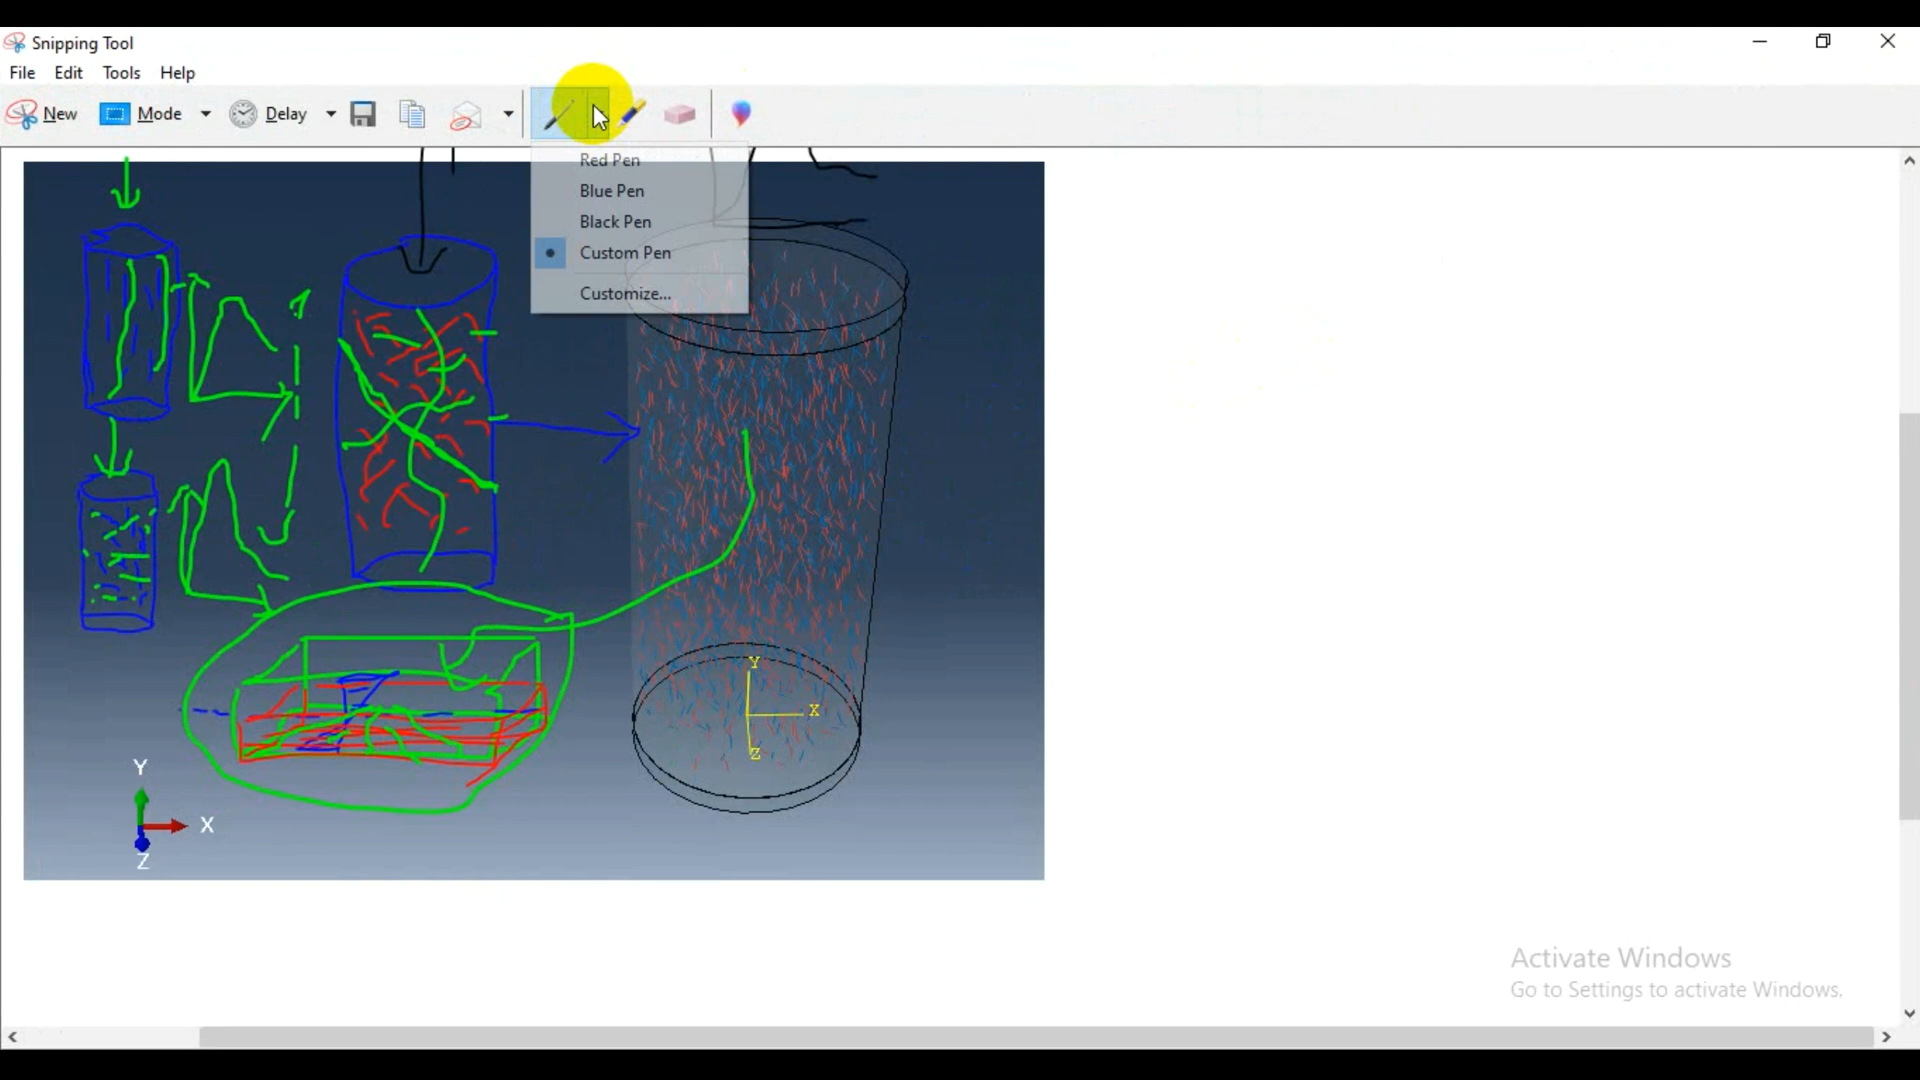 Snipping Tool
File Edit Tools Help
New Mode Delay
Red Pen
Blue Pen
Black Pen
Custom Pen
Customize...
Y
X
Z
Y
X
Z
Activate Windows
Go to Settings to activate Windows.